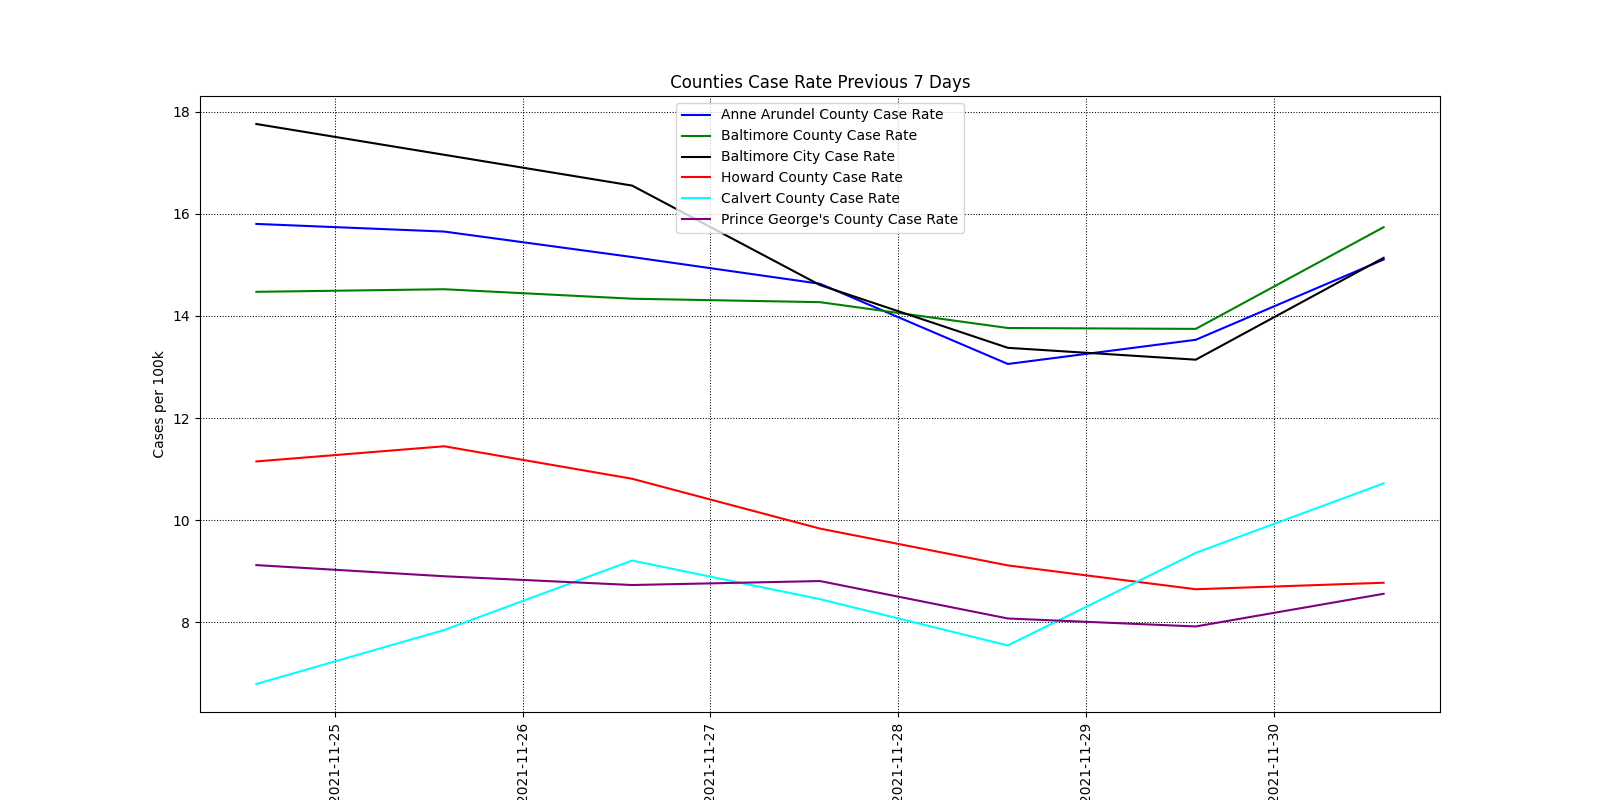 Counties Case Rate Previous 7 Days
Anne Arundel County Case Rate
Baltimore County Case Rate
Baltimore City Case Rate
Howard County Case Rate
Calvert County Case Rate
Prince George's County Case Rate
Cases per 100k
18
16
14
12
10
8
2021-11-25
2021-11-26
2021-11-27
2021-11-28
2021-11-29
2021-11-30